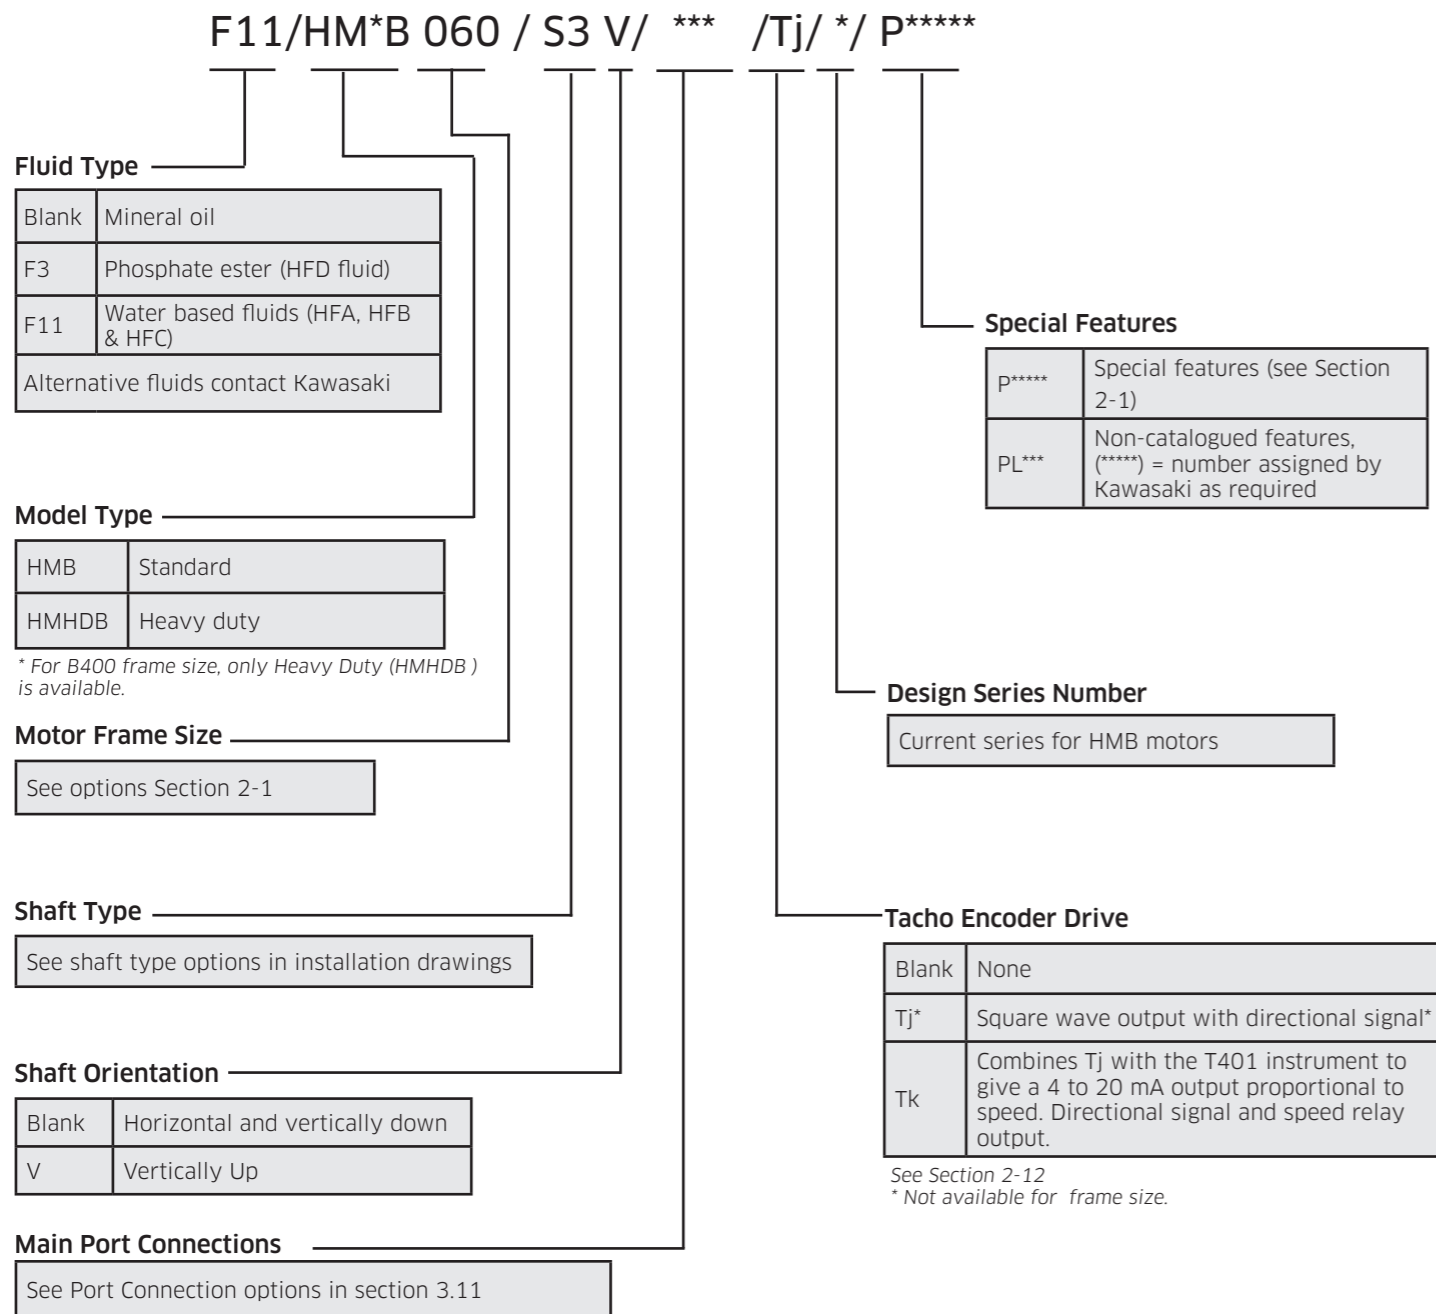 F11/HM*B 060 / S3 V/ *** /Tj/ */ P*****
Fluid Type
Blank Mineral oil
F3 Phosphate ester (HFD fluid)
F11 Water based fluids (HFA, HFB
& HFC)
Alternative fluids contact Kawasaki
Special Features
P***** Special features (see Section
2-1)
PL*** Non-catalogued features,
(*****) = number assigned by
Kawasaki as required
Model Type
HMB Standard
HMHDB Heavy duty
* For B400 frame size, only Heavy Duty (HMHDB )
is available.
Design Series Number
Current series for HMB motors
Motor Frame Size
See options Section 2-1
Shaft Type
See shaft type options in installation drawings
Tacho Encoder Drive
Blank None
Tj* Square wave output with directional signal*
Tk Combines Tj with the T401 instrument to
give a 4 to 20 mA output proportional to
speed. Directional signal and speed relay
output.
See Section 2-12
* Not available for frame size.
Shaft Orientation
Blank Horizontal and vertically down
V Vertically Up
Main Port Connections
See Port Connection options in section 3.11